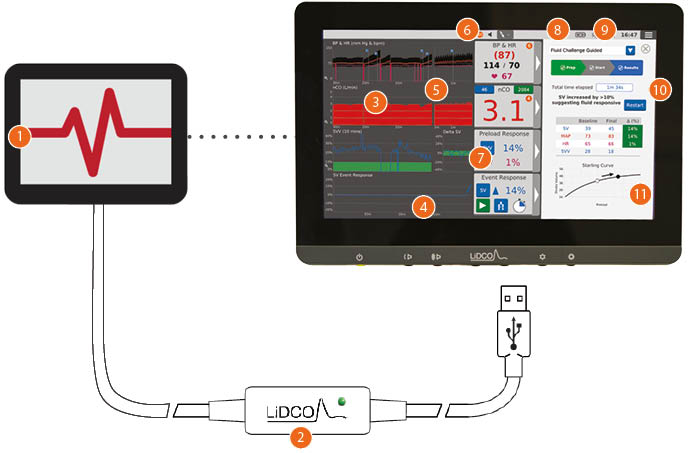 1
6
8
9
16:47
BP & HR (mm Hg & bpm)
BP & HR
(87)
114 / 70
67
Fluid Challenge Guided
Prep
Start
Results
Total time elapsed
1m 34s
10
SV increased by >10%
suggesting fluid responsive
Restart
nCO (L/min)
5
3
46
nCO
2004
3.1
Baseline
Final
Δ (%)
SV
39
45
14%
MAP
73
83
14%
HR
65
66
1%
SVV
28
18
SVV (10 mins)
Delta SV
Preload Response
7
14%
1%
Starling Curve
Stroke Volume
Preload
11
SV Event Response
4
Event Response
SV
14%
LiDCO
LiDCO
2